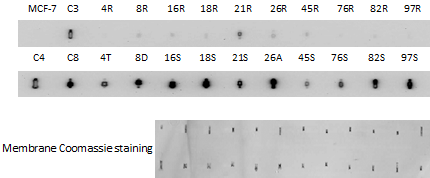 MCF-7 C3 4R 8R 16R 18R 21R 26R 45R 76R 82R 97R
C4 C8 4T 8D 16S 18S 21S 26A 45S 76S 82S 97S
Membrane Coomassie staining